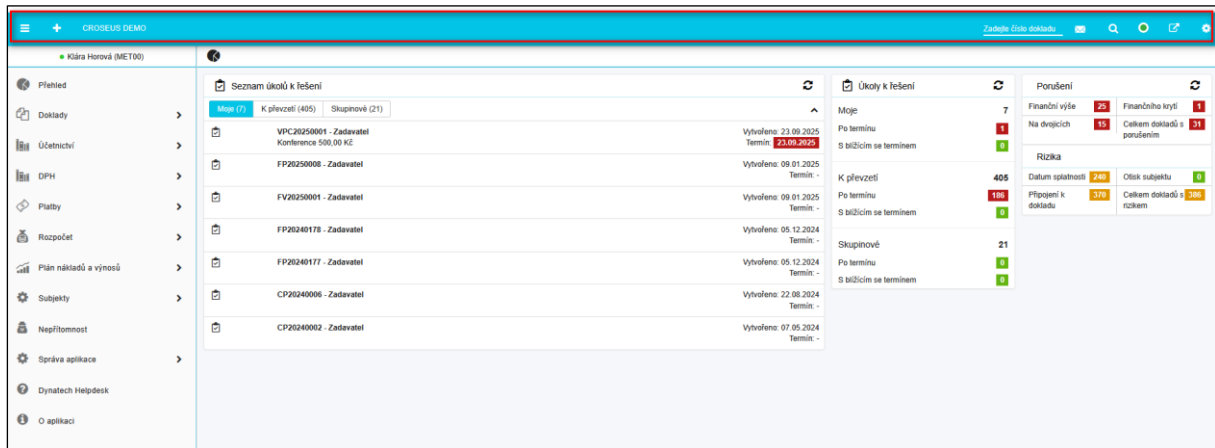 CROSEUS DEMO
Zadejte číslo dokladu
Klára Horová (MET00)
Přehled
Doklady
Účetnictví
DPH
Platby
Rozpočet
Plán nákladů a výnosů
Subjekty
Nepřítomnost
Správa aplikace
Dynatech Helpdesk
O aplikaci
Seznam úkolů k řešení
Moje (7) K převzetí (405) Skupinové (21)
VPC20250001 - Zadavatel Vytvořeno: 23.09.2025
Konference 500,00 Kč Termín: 23.09.2025
FP20250008 - Zadavatel Vytvořeno: 09.01.2025
Termín: -
FV20250001 - Zadavatel Vytvořeno: 09.01.2025
Termín: -
FP20240178 - Zadavatel Vytvořeno: 05.12.2024
Termín: -
FP20240177 - Zadavatel Vytvořeno: 05.12.2024
Termín: -
CP20240006 - Zadavatel Vytvořeno: 22.08.2024
Termín: -
CP20240002 - Zadavatel Vytvořeno: 07.05.2024
Termín: -
Úkoly k řešení
Moje 7
Po termínu 1
S blížícím se termínem 0
K převzetí 405
Po termínu 186
S blížícím se termínem 0
Skupinové 21
Po termínu 0
S blížícím se termínem 0
Porušení
Finanční výše 25 Finančního krytí 1
Na dvojicích 15 Celkem dokladů s 31
porušením
Rizika
Datum splatnosti 240 Otisk subjektu 0
Připojení k 370 Celkem dokladů s 386
dokladu rizikem